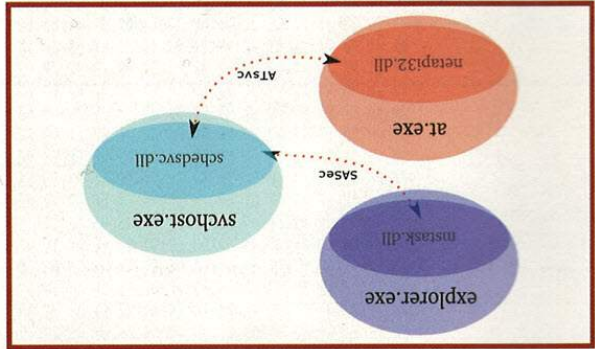 explorer.exe
mstask.dll
SASec
svchost.exe
schedsvc.dll
at.exe
netapi32.dll
ATsvc